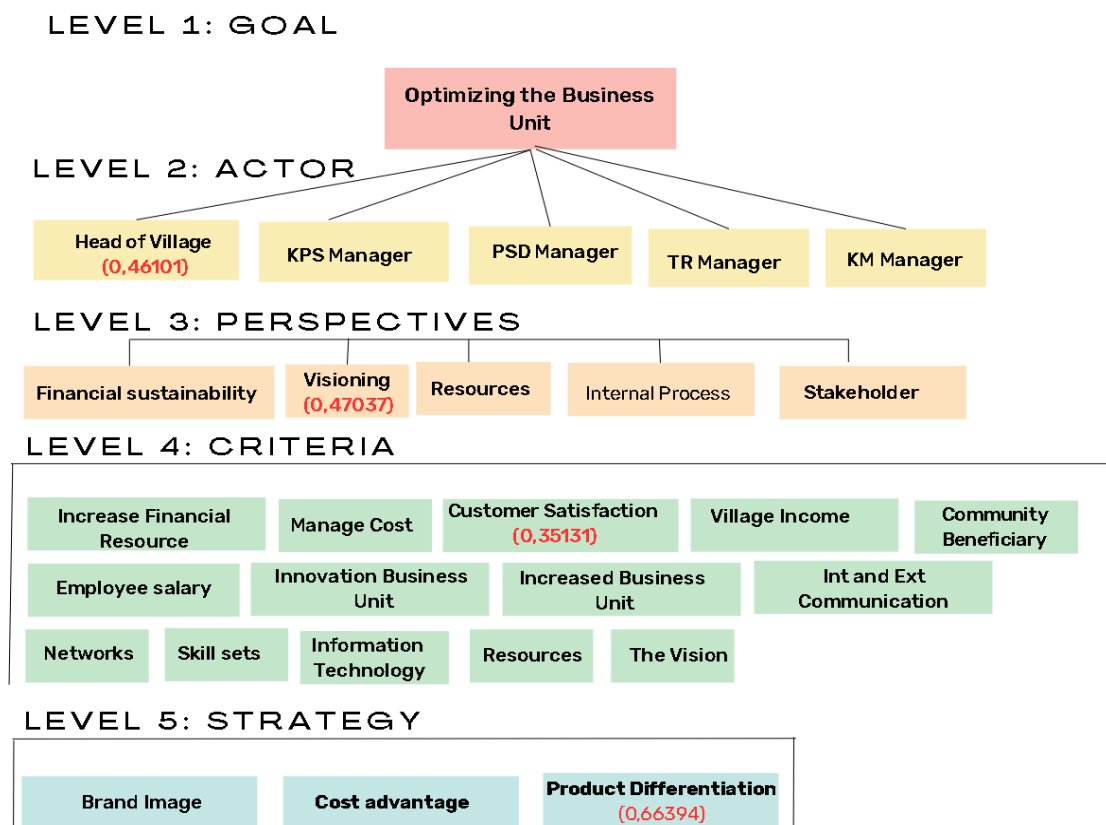 LEVEL 1: GOAL
Optimizing the Business
Unit
LEVEL 2: ACTOR
Head of Village
(0,46101)
KPS Manager
PSD Manager
TR Manager
KM Manager
LEVEL 3: PERSPECTIVES
Financial sustainability
Visioning
(0,47037)
Resources
Internal Process
Stakeholder
LEVEL 4: CRITERIA
Increase Financial
Resource
Manage Cost
Customer Satisfaction
(0,35131)
Village Income
Community
Beneficiary
Employee salary
Innovation Business
Unit
Increased Business
Unit
Int and Ext
Communication
Networks
Skill sets
Information
Technology
Resources
The Vision
LEVEL 5: STRATEGY
Brand Image
Cost advantage
Product Differentiation
(0,66394)